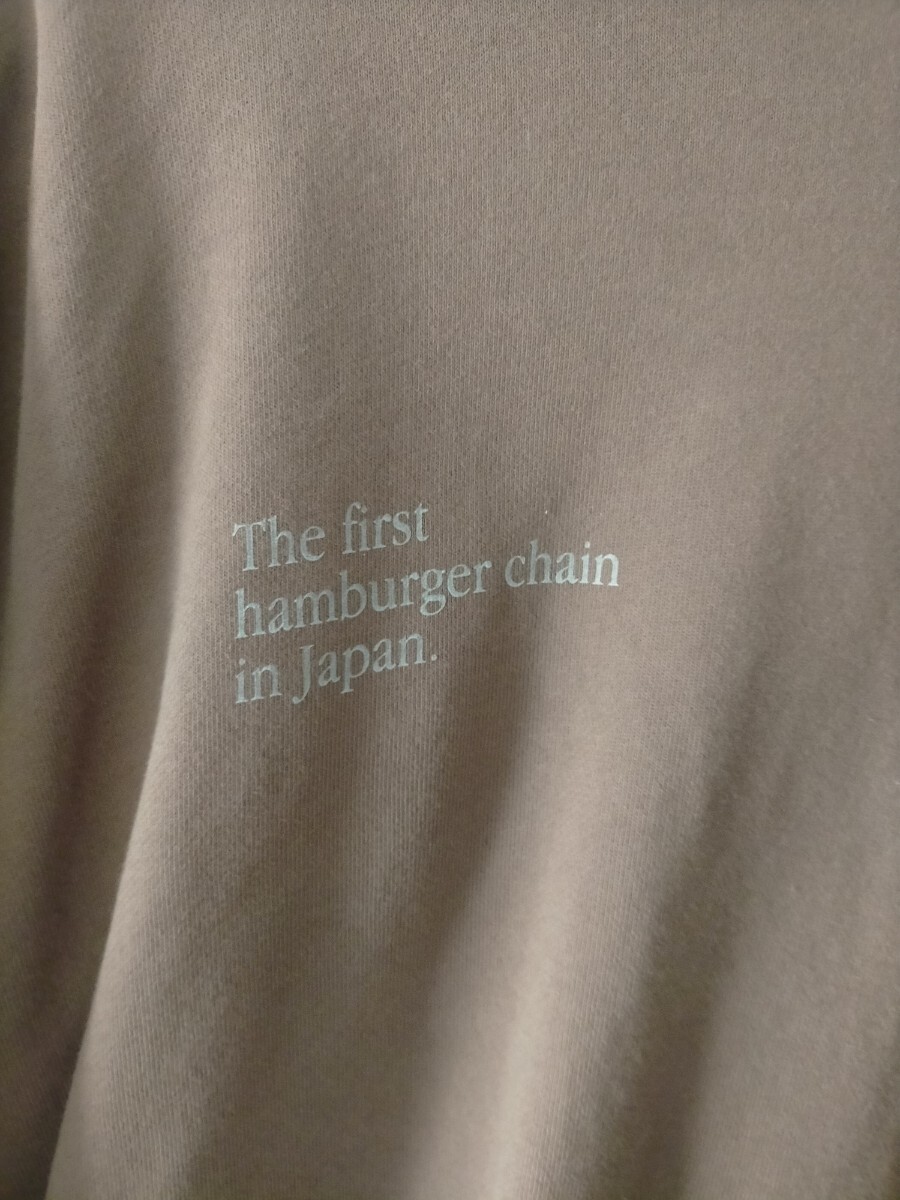 The first
hamburger chain
in Japan.